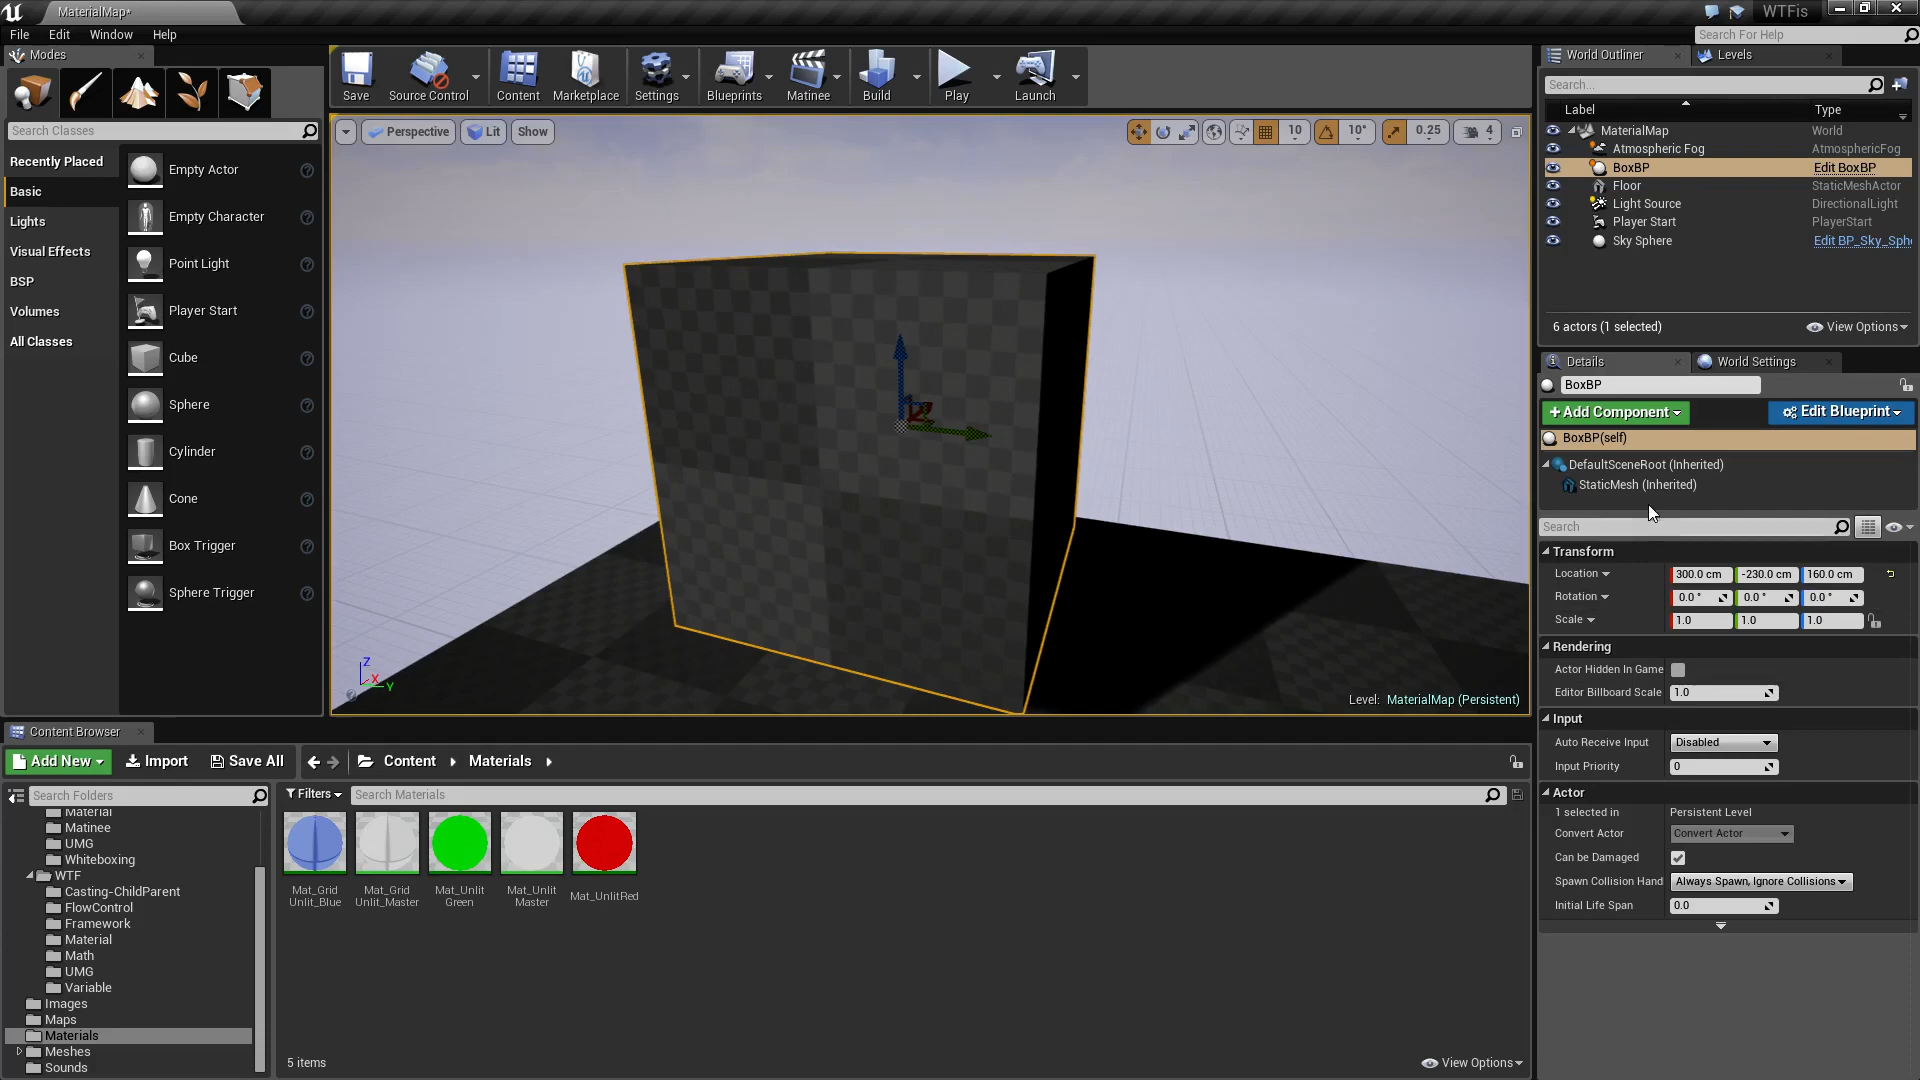 MaterialMap*
WTFis
File
Edit
Window
Help
Search For Help
Modes
Search Classes
Recently Placed
Basic
Lights
Visual Effects
BSP
Volumes
All Classes
Empty Actor
Empty Character
Point Light
Player Start
Cube
Sphere
Cylinder
Cone
Box Trigger
Sphere Trigger
Save
Source Control
Content
Marketplace
Settings
Blueprints
Matinee
Build
Play
Launch
Perspective
Lit
Show
10
10°
0.25
4
Z
X
Y
Level: MaterialMap (Persistent)
World Outliner
Levels
Search...
Label
Type
MaterialMap
World
Atmospheric Fog
AtmosphericFog
BoxBP
Edit BoxBP
Floor
StaticMeshActor
Light Source
DirectionalLight
Player Start
PlayerStart
Sky Sphere
Edit BP_Sky_Sph
6 actors (1 selected)
View Options
Details
World Settings
BoxBP
+Add Component
Edit Blueprint
BoxBP(self)
DefaultSceneRoot (Inherited)
StaticMesh (Inherited)
Search
Transform
Location
300.0 cm
-230.0 cm
160.0 cm
Rotation
0.0 °
0.0 °
0.0 °
Scale
1.0
1.0
1.0
Rendering
Actor Hidden In Game
Editor Billboard Scale
1.0
Input
Auto Receive Input
Disabled
Input Priority
0
Actor
1 selected in
Persistent Level
Convert Actor
Convert Actor
Can be Damaged
Spawn Collision Hand
Always Spawn, Ignore Collisions
Initial Life Span
0.0
Content Browser
Add New
Import
Save All
Content
Materials
Search Folders
Filters
Search Materials
Material
Matinee
UMG
Whiteboxing
WTF
Casting-ChildParent
FlowControl
Framework
Material
Math
UMG
Variable
Images
Maps
Materials
Meshes
Sounds
Mat_Grid
Unlit_Blue
Mat_Grid
Unlit_Master
Mat_Unlit
Green
Mat_Unlit
Master
Mat_UnlitRed
5 items
View Options